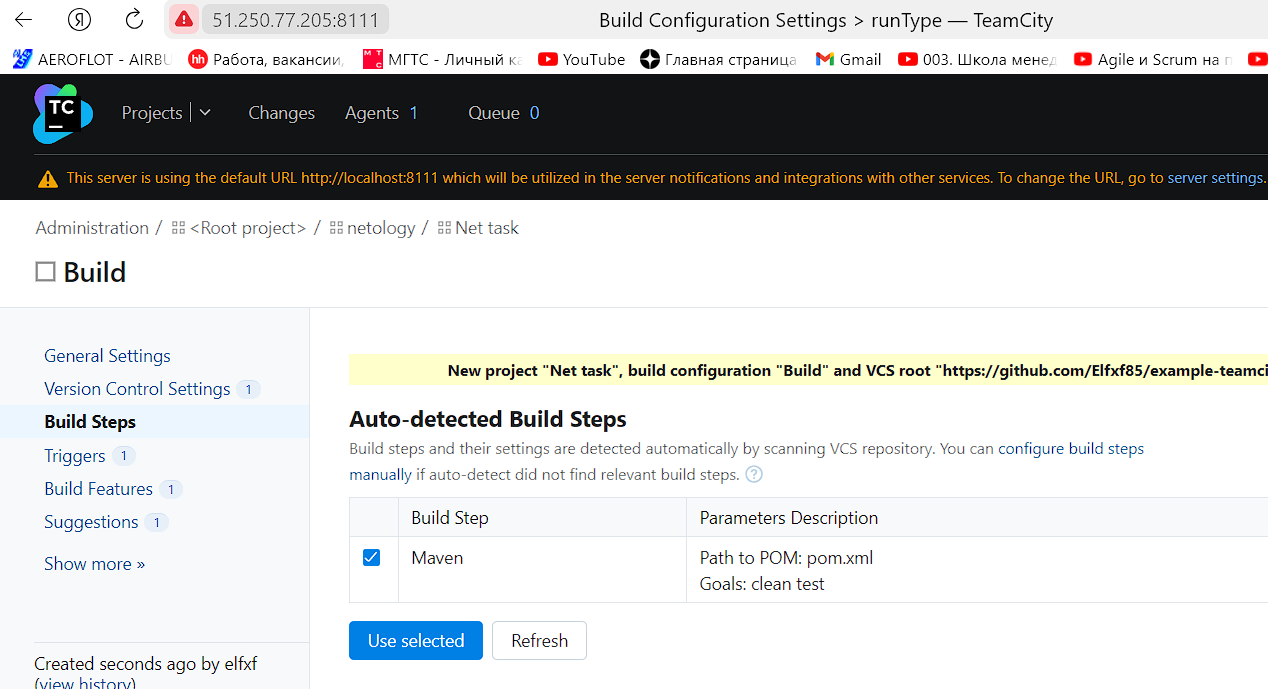 51.250.77.205:8111 Build Configuration Settings > runType — TeamCity
AEROFLOT - AIRBU Работа, вакансии, МГТС - Личный ка YouTube Главная страница Gmail 003. Школа менед Agile и Scrum на п
TC Projects Changes Agents 1 Queue 0
This server is using the default URL http://localhost:8111 which will be utilized in the server notifications and integrations with other services. To change the URL, go to server settings.
Administration / <Root project> / netology / Net task
Build
General Settings
Version Control Settings 1
Build Steps
Triggers 1
Build Features 1
Suggestions 1
Show more »
Created seconds ago by elfxf
(view history)
New project "Net task", build configuration "Build" and VCS root "https://github.com/Elfxf85/example-teamci
Auto-detected Build Steps
Build steps and their settings are detected automatically by scanning VCS repository. You can configure build steps
manually if auto-detect did not find relevant build steps. ?
Build Step Parameters Description
Maven Path to POM: pom.xml
Goals: clean test
Use selected Refresh